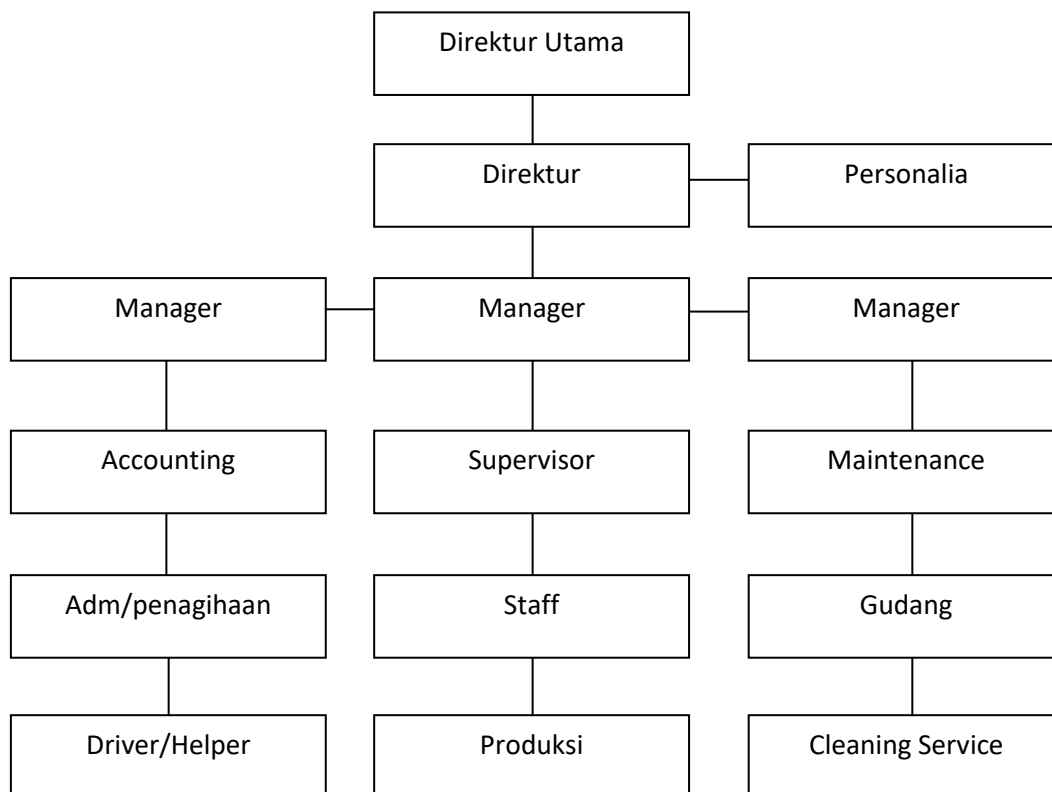 Direktur Utama
Direktur
Personalia
Manager
Manager
Manager
Accounting
Supervisor
Maintenance
Adm/penagihaan
Staff
Gudang
Driver/Helper
Produksi
Cleaning Service